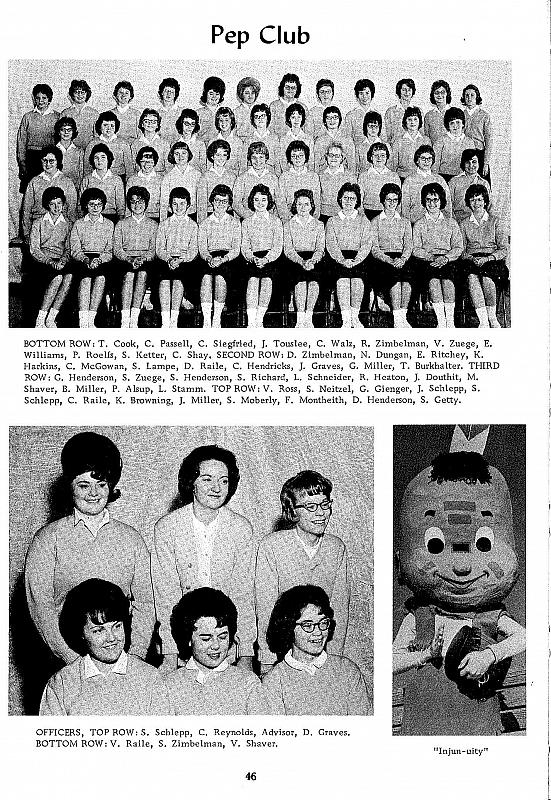 Pep Club
BOTTOM ROW: T. Cook, C. Passell, C. Siegfried, J. Touslee, C. Walz, R. Zimbelman, V. Zuege, E.
Williams, P. Roelfs, S. Ketter, C. Shay. SECOND ROW: D. Zimbelman, N. Dungan, E. Ritchey, K.
Harkins, C. McGowan, S. Lampe, D. Raile, C. Hendricks, J. Graves, G. Miller, T. Burkhalter. THIRD
ROW: G. Henderson, S. Zuege, S. Henderson, S. Richard, L. Schneider, R. Heaton, J. Douthit, M.
Shaver, B. Miller, P. Alsup, L. Stamm. TOP ROW: V. Ross, S. Neitzel, G. Gienger, J. Schlepp, S.
Schlepp, C. Raile, K. Browning, J. Miller, S. Moberly, F. Montheith, D. Henderson, S. Getty.
OFFICERS, TOP ROW: S. Schlepp, C. Reynolds, Advisor, D. Graves.
BOTTOM ROW: V. Raile, S. Zimbelman, V. Shaver.
"Injun-uity"
46